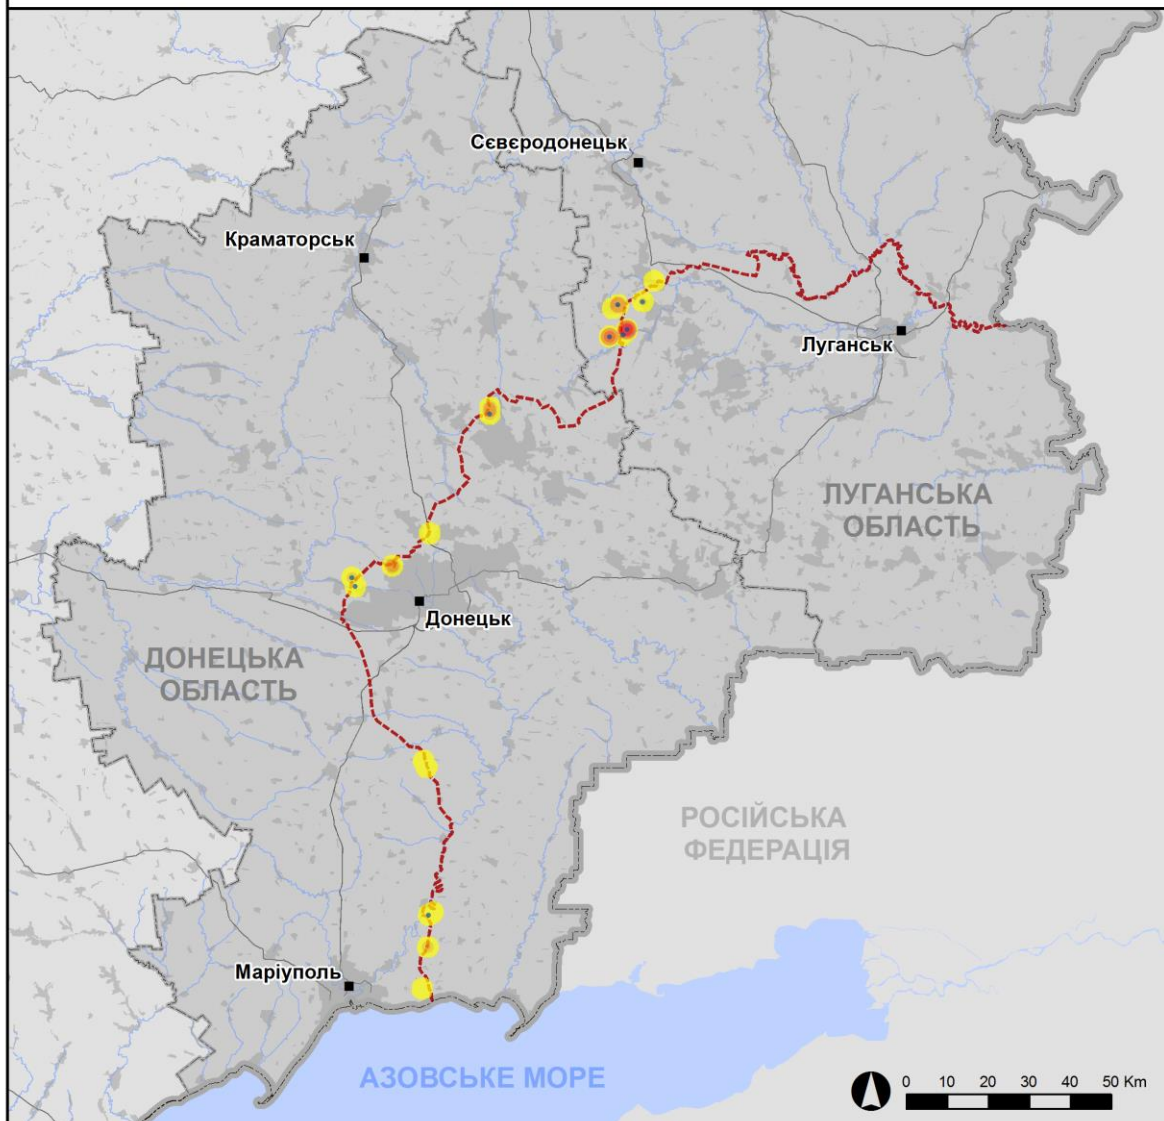 Сєвєродонецьк
Краматорськ
Луганськ
ЛУГАНСЬКА
ОБЛАСТЬ
Донецьк
ДОНЕЦЬКА
ОБЛАСТЬ
РОСІЙСЬКА
ФЕДЕРАЦІЯ
Маріуполь
АЗОВСЬКЕ МОРЕ
0 10 20 30 40 50 Km